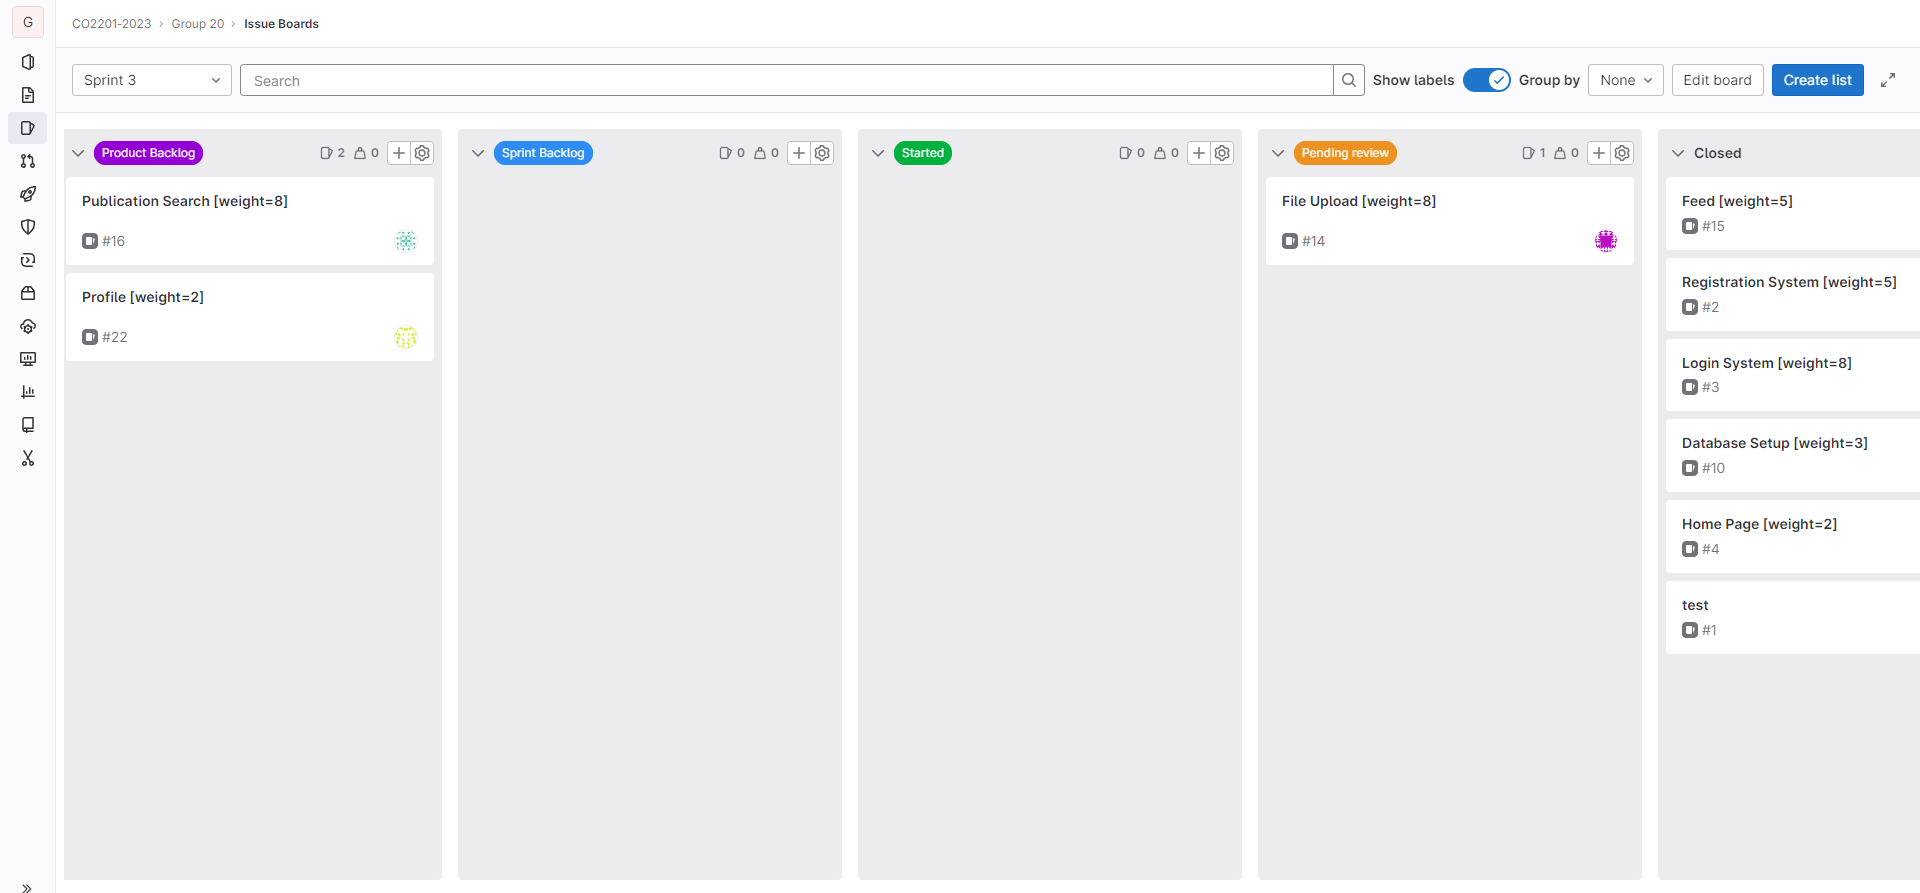 G
CO2201-2023 › Group 20 › Issue Boards
Sprint 3
Search
Show labels
Group by
None
Edit board
Create list
Product Backlog 2 0
Publication Search [weight=8]
#16
Profile [weight=2]
#22
Sprint Backlog 0 0
Started 0 0
Pending review 1 0
File Upload [weight=8]
#14
Closed
Feed [weight=5]
#15
Registration System [weight=5]
#2
Login System [weight=8]
#3
Database Setup [weight=3]
#10
Home Page [weight=2]
#4
test
#1